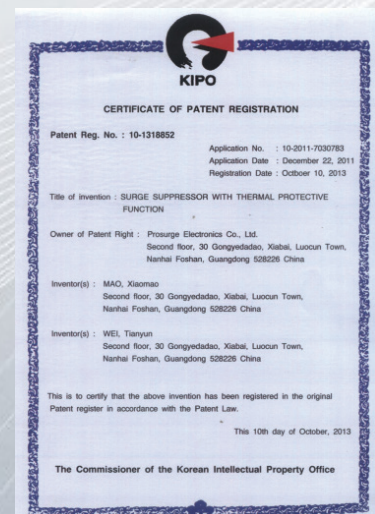 KIPO
CERTIFICATE OF PATENT REGISTRATION
Patent Reg. No. : 10-1318852
Application No. : 10-2011-7030783
Application Date : December 22, 2011
Registration Date : Octboer 10, 2013
Title of invention : SURGE SUPPRESSOR WITH THERMAL PROTECTIVE
FUNCTION
Owner of Patent Right : Prosurge Electronics Co., Ltd.
Second floor, 30 Gongyedadao, Xiabai, Luocun Town,
Nanhai Foshan, Guangdong 528226 China
Inventor(s) : MAO, Xiaomao
Second floor, 30 Gongyedadao, Xiabai, Luocun Town,
Nanhai Foshan, Guangdong 528226 China
Inventor(s) : WEI, Tianyun
Second floor, 30 Gongyedadao, Xiabai, Luocun Town,
Nanhai Foshan, Guangdong 528226 China
This is to certify that the above invention has been registered in the original
Patent register in accordance with the Patent Law.
This 10th day of October, 2013
The Commissioner of the Korean Intellectual Property Office